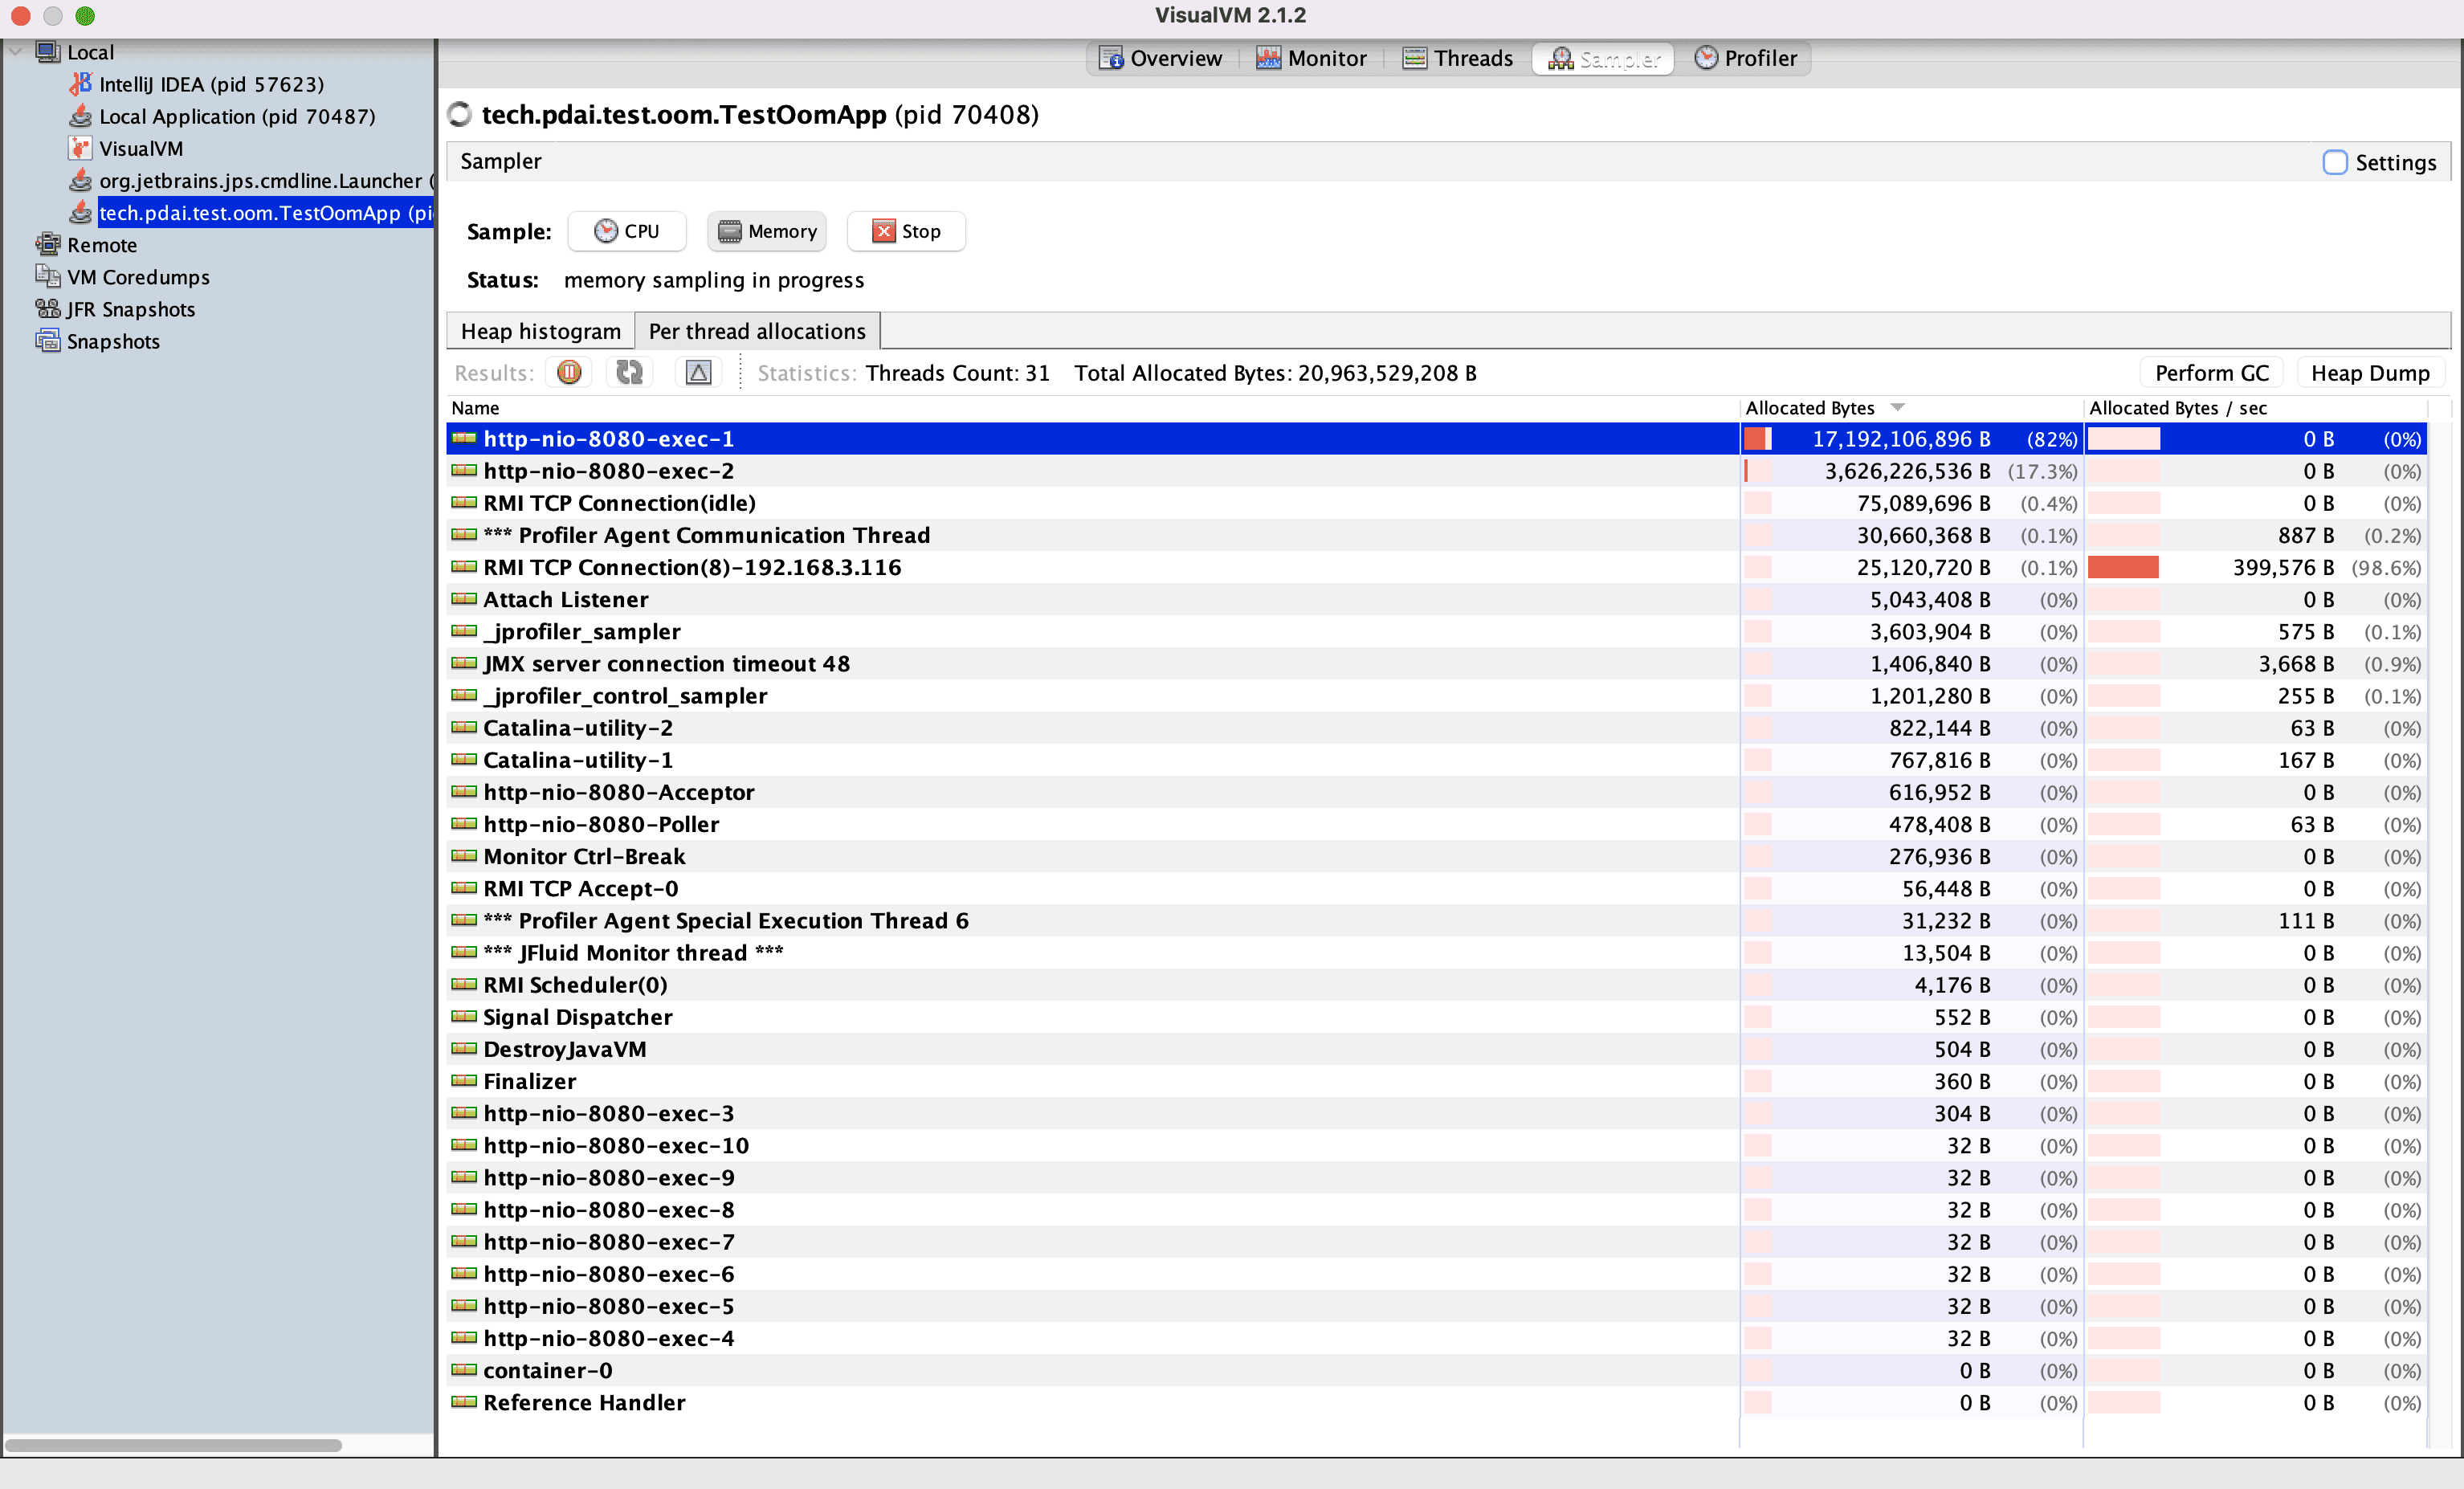 VisualVM 2.1.2
Local
IntelliJ IDEA (pid 57623)
Local Application (pid 70487)
VisualVM
org.jetbrains.jps.cmdline.Launcher (
tech.pdai.test.oom.TestOomApp (pi
Remote
VM Coredumps
JFR Snapshots
Snapshots
Overview Monitor Threads Sampler Profiler
tech.pdai.test.oom.TestOomApp (pid 70408)
Sampler Settings
Sample: CPU Memory Stop
Status: memory sampling in progress
Heap histogram Per thread allocations
Results: Statistics: Threads Count: 31 Total Allocated Bytes: 20,963,529,208 B Perform GC Heap Dump
Name Allocated Bytes Allocated Bytes / sec
http-nio-8080-exec-1 17,192,106,896 B (82%) 0 B (0%)
http-nio-8080-exec-2 3,626,226,536 B (17.3%) 0 B (0%)
RMI TCP Connection(idle) 75,089,696 B (0.4%) 0 B (0%)
*** Profiler Agent Communication Thread 30,660,368 B (0.1%) 887 B (0.2%)
RMI TCP Connection(8)-192.168.3.116 25,120,720 B (0.1%) 399,576 B (98.6%)
Attach Listener 5,043,408 B (0%) 0 B (0%)
_jprofiler_sampler 3,603,904 B (0%) 575 B (0.1%)
JMX server connection timeout 48 1,406,840 B (0%) 3,668 B (0.9%)
_jprofiler_control_sampler 1,201,280 B (0%) 255 B (0.1%)
Catalina-utility-2 822,144 B (0%) 63 B (0%)
Catalina-utility-1 767,816 B (0%) 167 B (0%)
http-nio-8080-Acceptor 616,952 B (0%) 0 B (0%)
http-nio-8080-Poller 478,408 B (0%) 63 B (0%)
Monitor Ctrl-Break 276,936 B (0%) 0 B (0%)
RMI TCP Accept-0 56,448 B (0%) 0 B (0%)
*** Profiler Agent Special Execution Thread 6 31,232 B (0%) 111 B (0%)
*** JFluid Monitor thread *** 13,504 B (0%) 0 B (0%)
RMI Scheduler(0) 4,176 B (0%) 0 B (0%)
Signal Dispatcher 552 B (0%) 0 B (0%)
DestroyJavaVM 504 B (0%) 0 B (0%)
Finalizer 360 B (0%) 0 B (0%)
http-nio-8080-exec-3 304 B (0%) 0 B (0%)
http-nio-8080-exec-10 32 B (0%) 0 B (0%)
http-nio-8080-exec-9 32 B (0%) 0 B (0%)
http-nio-8080-exec-8 32 B (0%) 0 B (0%)
http-nio-8080-exec-7 32 B (0%) 0 B (0%)
http-nio-8080-exec-6 32 B (0%) 0 B (0%)
http-nio-8080-exec-5 32 B (0%) 0 B (0%)
http-nio-8080-exec-4 32 B (0%) 0 B (0%)
container-0 0 B (0%) 0 B (0%)
Reference Handler 0 B (0%) 0 B (0%)